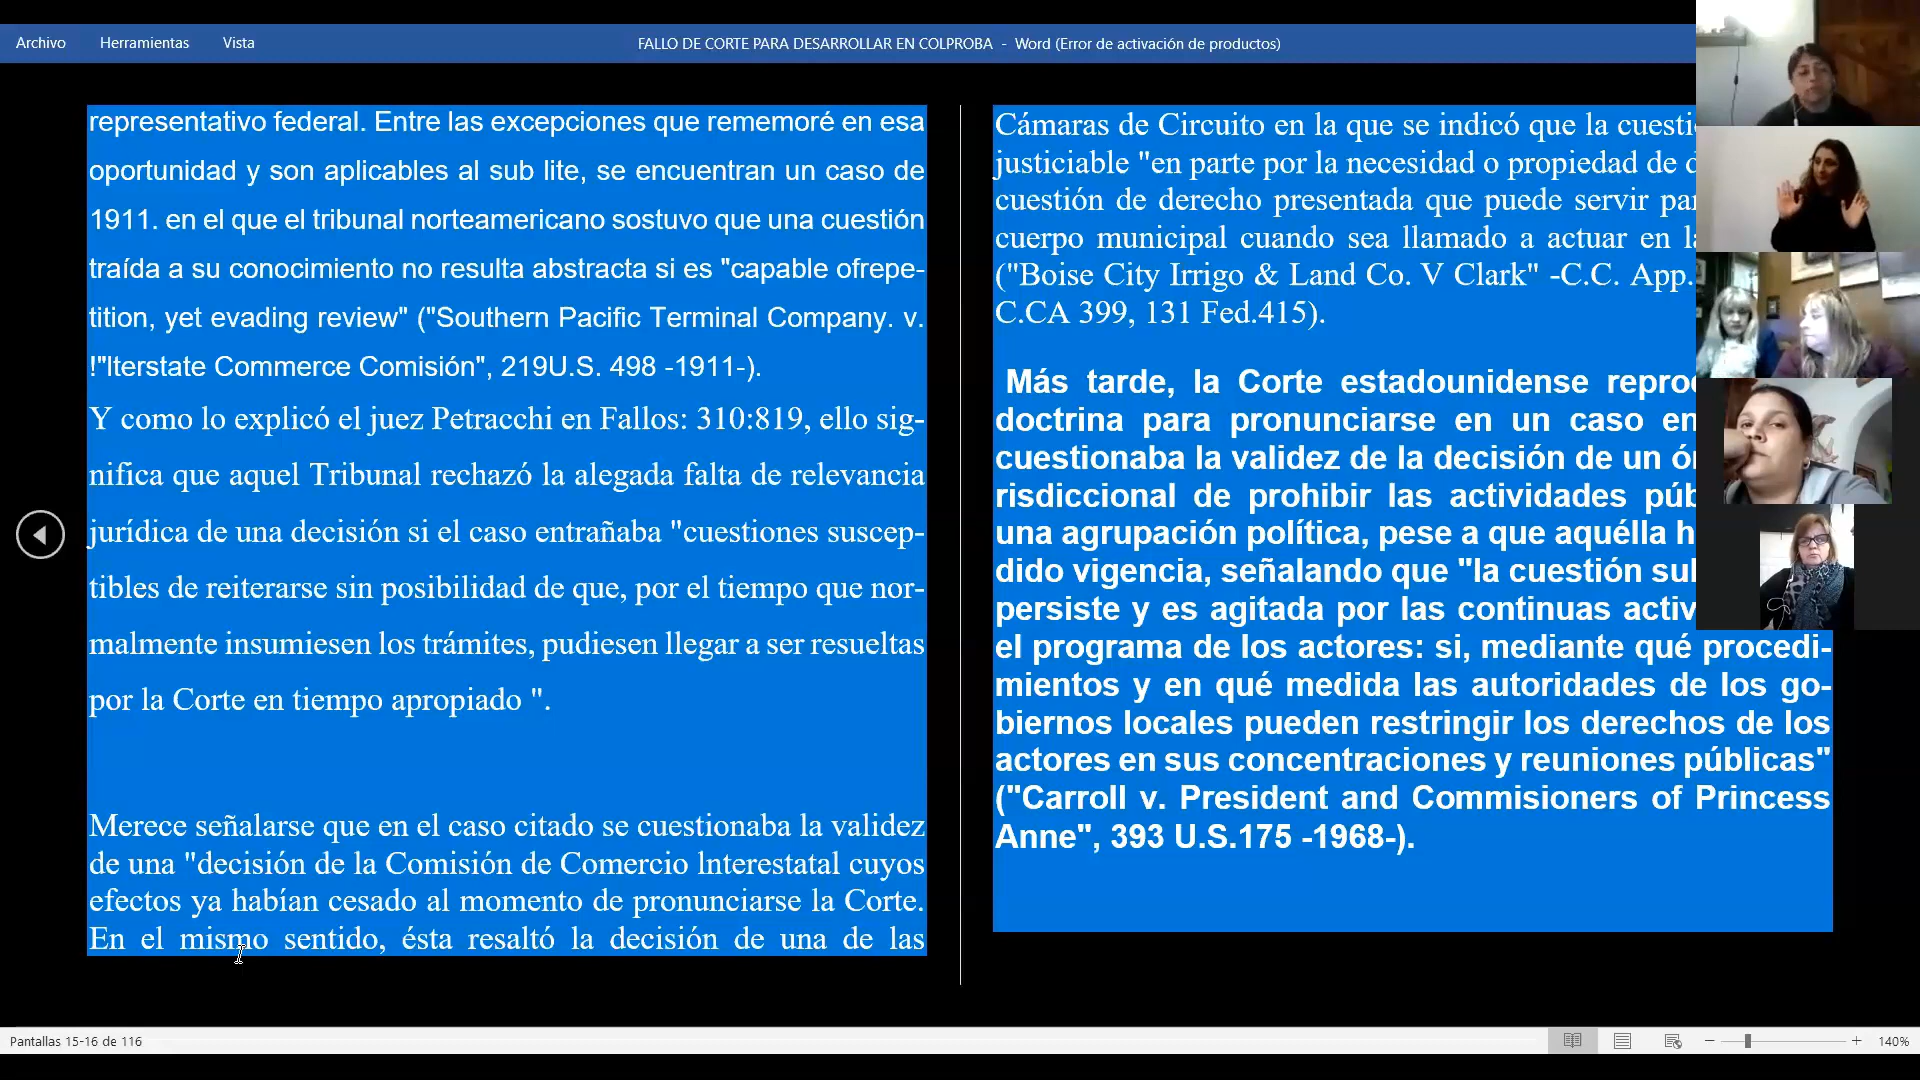 Archivo Herramientas Vista
FALLO DE CORTE PARA DESARROLLAR EN COLPROBA - Word (Error de activación de productos)
representativo federal. Entre las excepciones que rememoré en esa
oportunidad y son aplicables al sub lite, se encuentran un caso de
1911. en el que el tribunal norteamericano sostuvo que una cuestión
traída a su conocimiento no resulta abstracta si es "capable ofrepe-
tition, yet evading review" ("Southern Pacific Terminal Company. v.
!"Iterstate Commerce Comisión", 219U.S. 498 -1911-).
Y como lo explicó el juez Petracchi en Fallos: 310:819, ello sig-
nifica que aquel Tribunal rechazó la alegada falta de relevancia
jurídica de una decisión si el caso entrañaba "cuestiones suscep-
tibles de reiterarse sin posibilidad de que, por el tiempo que nor-
malmente insumiesen los trámites, pudiesen llegar a ser resueltas
por la Corte en tiempo apropiado ".
Merece señalarse que en el caso citado se cuestionaba la validez
de una "decisión de la Comisión de Comercio lnterestatal cuyos
efectos ya habían cesado al momento de pronunciarse la Corte.
En el mismo sentido, ésta resaltó la decisión de una de las
Cámaras de Circuito en la que se indicó que la
justiciable "en parte por la necesidad o propiedad de
cuestión de derecho presentada que puede servir
cuerpo municipal cuando sea llamado a actuar en
("Boise City Irrigo & Land Co. V Clark" -C.C. App.
C.CA 399, 131 Fed.415).
Más tarde, la Corte estadounidense
doctrina para pronunciarse en un caso en
cuestionaba la validez de la decisión de un
risdiccional de prohibir las actividades
una agrupación política, pese a que aquélla
dido vigencia, señalando que "la cuestión
persiste y es agitada por las continuas
el programa de los actores: si, mediante qué procedi-
mientos y en qué medida las autoridades de los go-
biernos locales pueden restringir los derechos de los
actores en sus concentraciones y reuniones públicas"
("Carroll v. President and Commisioners of Princess
Anne", 393 U.S.175 -1968-).
Pantallas 15-16 de 116
140%